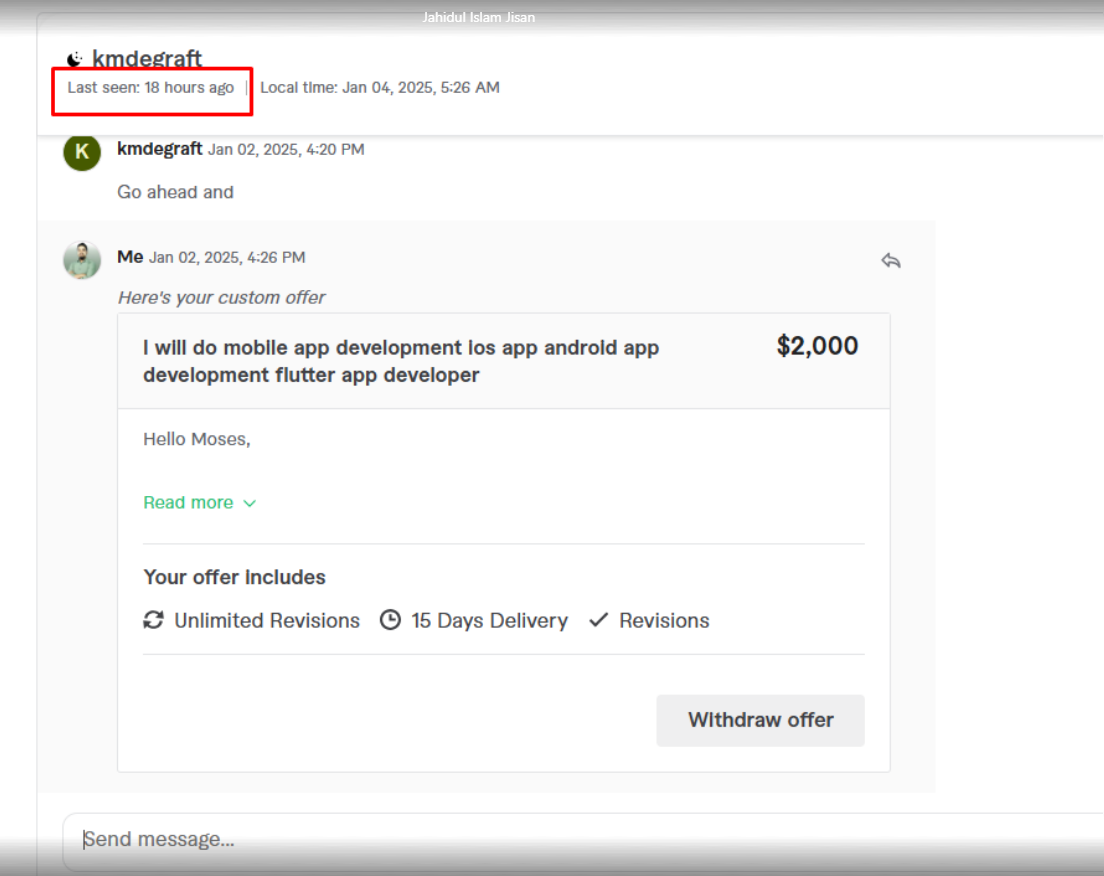 Jahidul Islam Jisan
kmdegraft
Last seen: 18 hours ago | Local time: Jan 04, 2025, 5:26 AM
K
kmdegraft Jan 02, 2025, 4:20 PM
Go ahead and
Me Jan 02, 2025, 4:26 PM
Here's your custom offer
I will do mobile app development ios app android app
development flutter app developer
$2,000
Hello Moses,
Read more
Your offer Includes
Unlimited Revisions 15 Days Delivery Revisions
Withdraw offer
Send message...